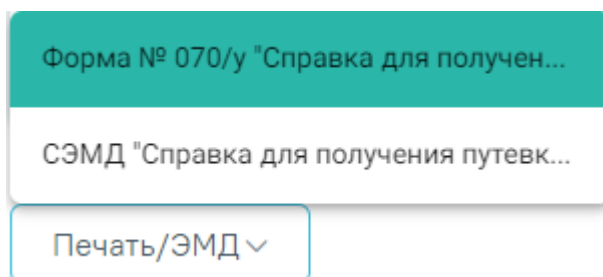 Форма № 070/у "Справка для получен...
СЭМД "Справка для получения путевк...
Печать/ЭМД